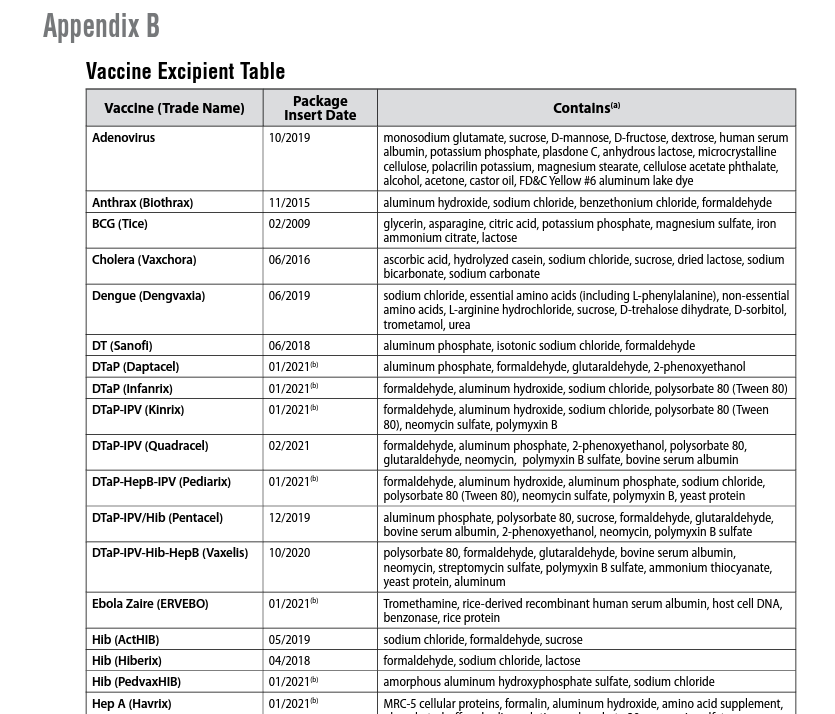 Appendix B
Vaccine Excipient Table
Vaccine (Trade Name) Package Insert Date Contains(a)
Adenovirus 10/2019 monosodium glutamate, sucrose, D-mannose, D-fructose, dextrose, human serum
albumin, potassium phosphate, plasdone C, anhydrous lactose, microcrystalline
cellulose, polacrilin potassium, magnesium stearate, cellulose acetate phthalate,
alcohol, acetone, castor oil, FD&C Yellow #6 aluminum lake dye
Anthrax (Biothrax) 11/2015 aluminum hydroxide, sodium chloride, benzethonium chloride, formaldehyde
BCG (Tice) 02/2009 glycerin, asparagine, citric acid, potassium phosphate, magnesium sulfate, iron
ammonium citrate, lactose
Cholera (Vaxchora) 06/2016 ascorbic acid, hydrolyzed casein, sodium chloride, sucrose, dried lactose, sodium
bicarbonate, sodium carbonate
Dengue (Dengvaxia) 06/2019 sodium chloride, essential amino acids (including L-phenylalanine), non-essential
amino acids, L-arginine hydrochloride, sucrose, D-trehalose dihydrate, D-sorbitol,
trometamol, urea
DT (Sanofi) 06/2018 aluminum phosphate, isotonic sodium chloride, formaldehyde
DTaP (Daptacel) 01/2021(b) aluminum phosphate, formaldehyde, glutaraldehyde, 2-phenoxyethanol
DTaP (Infanrix) 01/2021(b) formaldehyde, aluminum hydroxide, sodium chloride, polysorbate 80 (Tween 80)
DTaP-IPV (Kinrix) 01/2021(b) formaldehyde, aluminum hydroxide, sodium chloride, polysorbate 80 (Tween
80), neomycin sulfate, polymyxin B
DTaP-IPV (Quadracel) 02/2021 formaldehyde, aluminum phosphate, 2-phenoxyethanol, polysorbate 80,
glutaraldehyde, neomycin, polymyxin B sulfate, bovine serum albumin
DTaP-HepB-IPV (Pediarix) 01/2021(b) formaldehyde, aluminum hydroxide, aluminum phosphate, sodium chloride,
polysorbate 80 (Tween 80), neomycin sulfate, polymyxin B, yeast protein
DTaP-IPV/Hib (Pentacel) 12/2019 aluminum phosphate, polysorbate 80, sucrose, formaldehyde, glutaraldehyde,
bovine serum albumin, 2-phenoxyethanol, neomycin, polymyxin B sulfate
DTaP-IPV-Hib-HepB (Vaxelis) 10/2020 polysorbate 80, formaldehyde, glutaraldehyde, bovine serum albumin,
neomycin, streptomycin sulfate, polymyxin B sulfate, ammonium thiocyanate,
yeast protein, aluminum
Ebola Zaire (ERVEBO) 01/2021(b) Tromethamine, rice-derived recombinant human serum albumin, host cell DNA,
benzonase, rice protein
Hib (ActHIB) 05/2019 sodium chloride, formaldehyde, sucrose
Hib (Hiberix) 04/2018 formaldehyde, sodium chloride, lactose
Hib (PedvaxHIB) 01/2021(b) amorphous aluminum hydroxyphosphate sulfate, sodium chloride
Hep A (Havrix) 01/2021(b) MRC-5 cellular proteins, formalin, aluminum hydroxide, amino acid supplement,